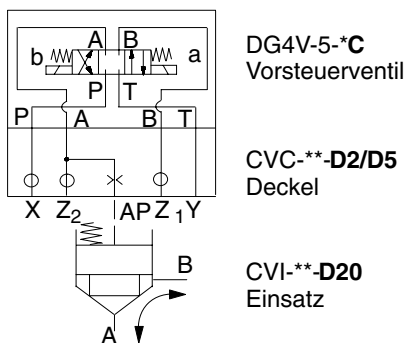 A B
b a
P T
P A B T
X Z2 AP Z1 Y
B
A
DG4V-5-*C
Vorsteuerventil
CVC-**-D2/D5
Deckel
CVI-**-D20
Einsatz